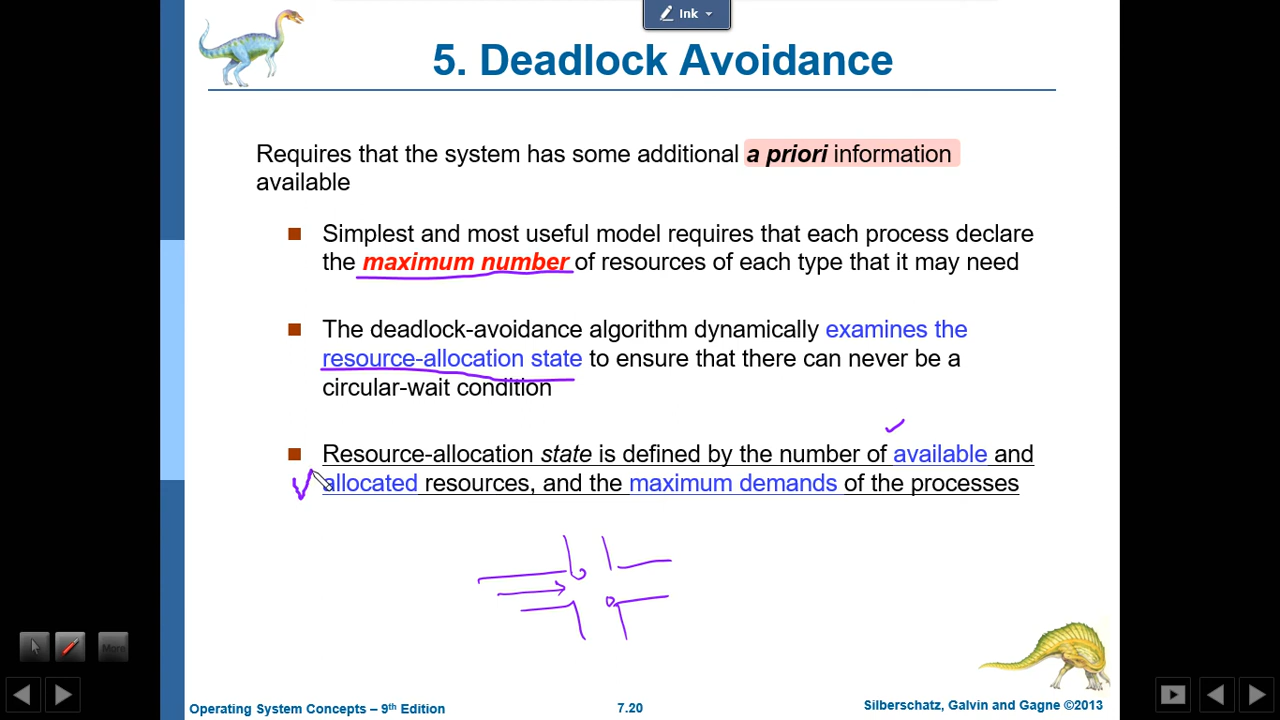 Ink
5. Deadlock Avoidance
Requires that the system has some additional a priori information
available
Simplest and most useful model requires that each process declare
the maximum number of resources of each type that it may need
The deadlock-avoidance algorithm dynamically examines the
resource-allocation state to ensure that there can never be a
circular-wait condition
Resource-allocation state is defined by the number of available and
allocated resources, and the maximum demands of the processes
More
Operating System Concepts – 9th Edition
7.20
Silberschatz, Galvin and Gagne ©2013